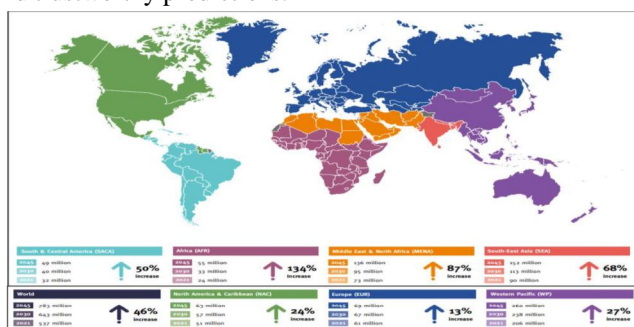 trustworthy predictions.
South & Central America (SACA)
2045 49 million
2030 40 million
2021 32 million
50%
increase
Africa (AFR)
2045 55 million
2030 33 million
2021 24 million
134%
increase
Middle East & North Africa (MENA)
2045 136 million
2030 95 million
2021 73 million
87%
increase
South-East Asia (SEA)
2045 152 million
2030 113 million
2021 90 million
68%
increase
World
2045 783 million
2030 643 million
2021 537 million
46%
increase
North America & Caribbean (NAC)
2045 63 million
2030 57 million
2021 51 million
24%
increase
Europe (EUR)
2045 69 million
2030 67 million
2021 61 million
13%
increase
Western Pacific (WP)
2045 260 million
2030 238 million
2021 206 million
27%
increase